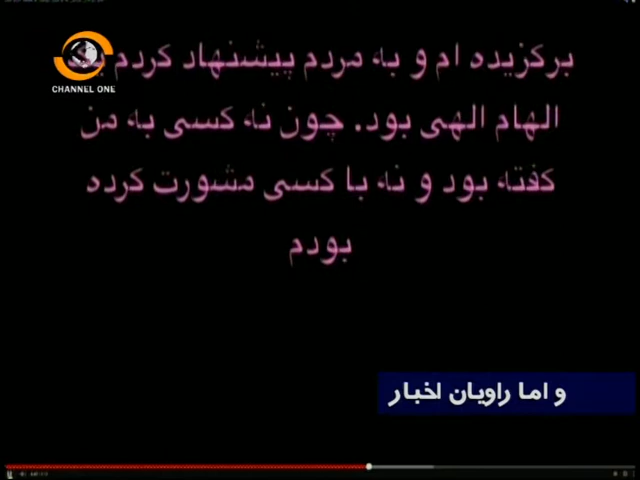 برگزیده ام و به مردم پیشنهاد کردم
الهام الهی بود. چون نه کسی به من
گفته بود و نه با کسی مشورت کرده
بودم
CHANNEL ONE
و اما راویان اخبار